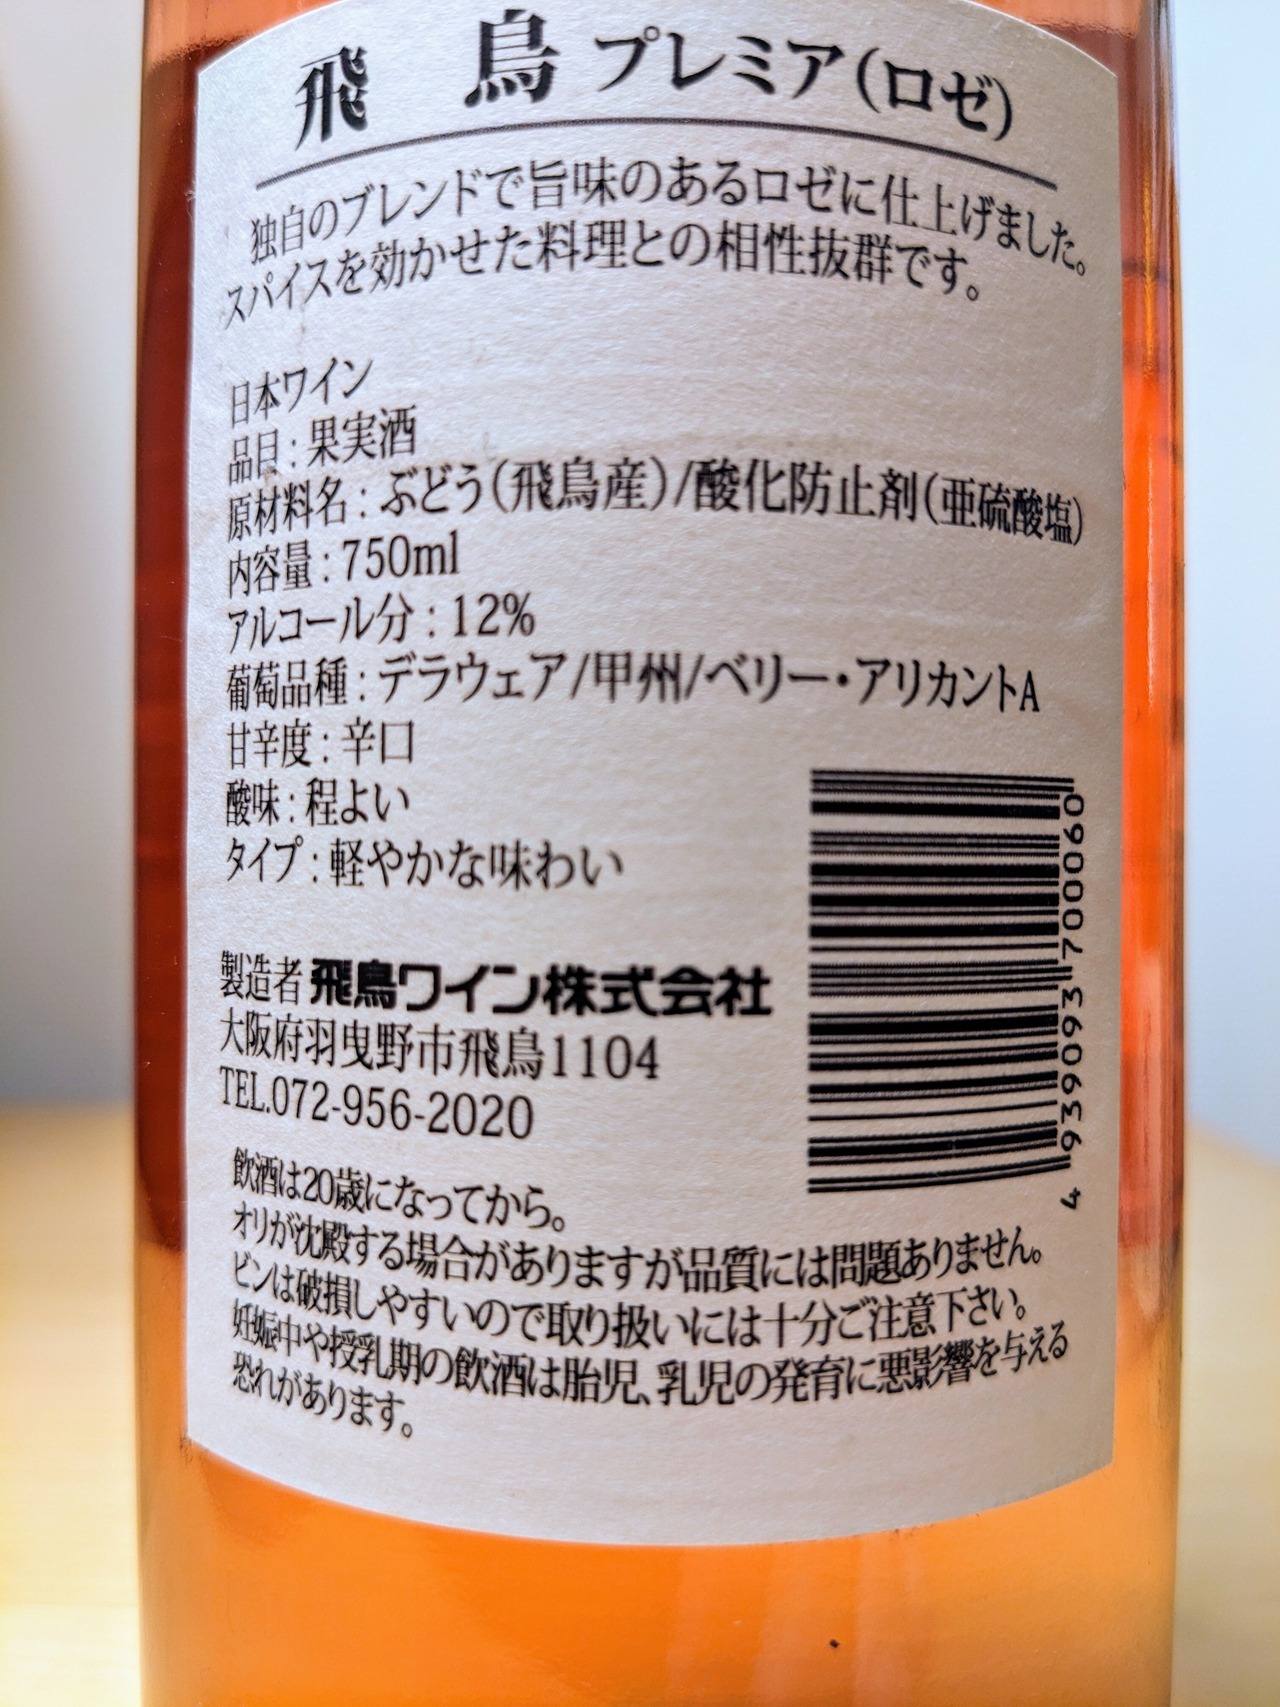 飛鳥 プレミア(ロゼ)
独自のブレンドで旨味のあるロゼに仕上げました。
スパイスを効かせた料理との相性抜群です。
日本ワイン
品目:果実酒
原材料名:ぶどう(飛鳥産)/酸化防止剤(亜硫酸塩)
内容量:750ml
アルコール分:12%
葡萄品種:デラウェア/甲州/ベリー・アリカントA
甘辛度:辛口
酸味:程よい
タイプ:軽やかな味わい
製造者 飛鳥ワイン株式会社
大阪府羽曳野市飛鳥1104
TEL.072-956-2020
4 939093 700060
飲酒は20歳になってから。
オリが沈殿する場合がありますが品質には問題ありません。
ビンは破損しやすいので取り扱いには十分ご注意下さい。
妊娠中や授乳期の飲酒は胎児、乳児の発育に悪影響を与える
恐れがあります。